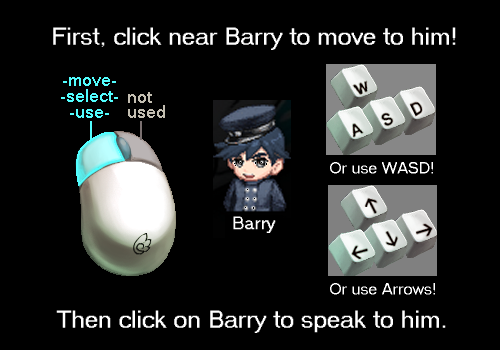 First, click near Barry to move to him!
-move-
-select-
-use-
not
used
W
A S D
Or use WASD!
Barry
↑
← ↓ →
Or use Arrows!
Then click on Barry to speak to him.